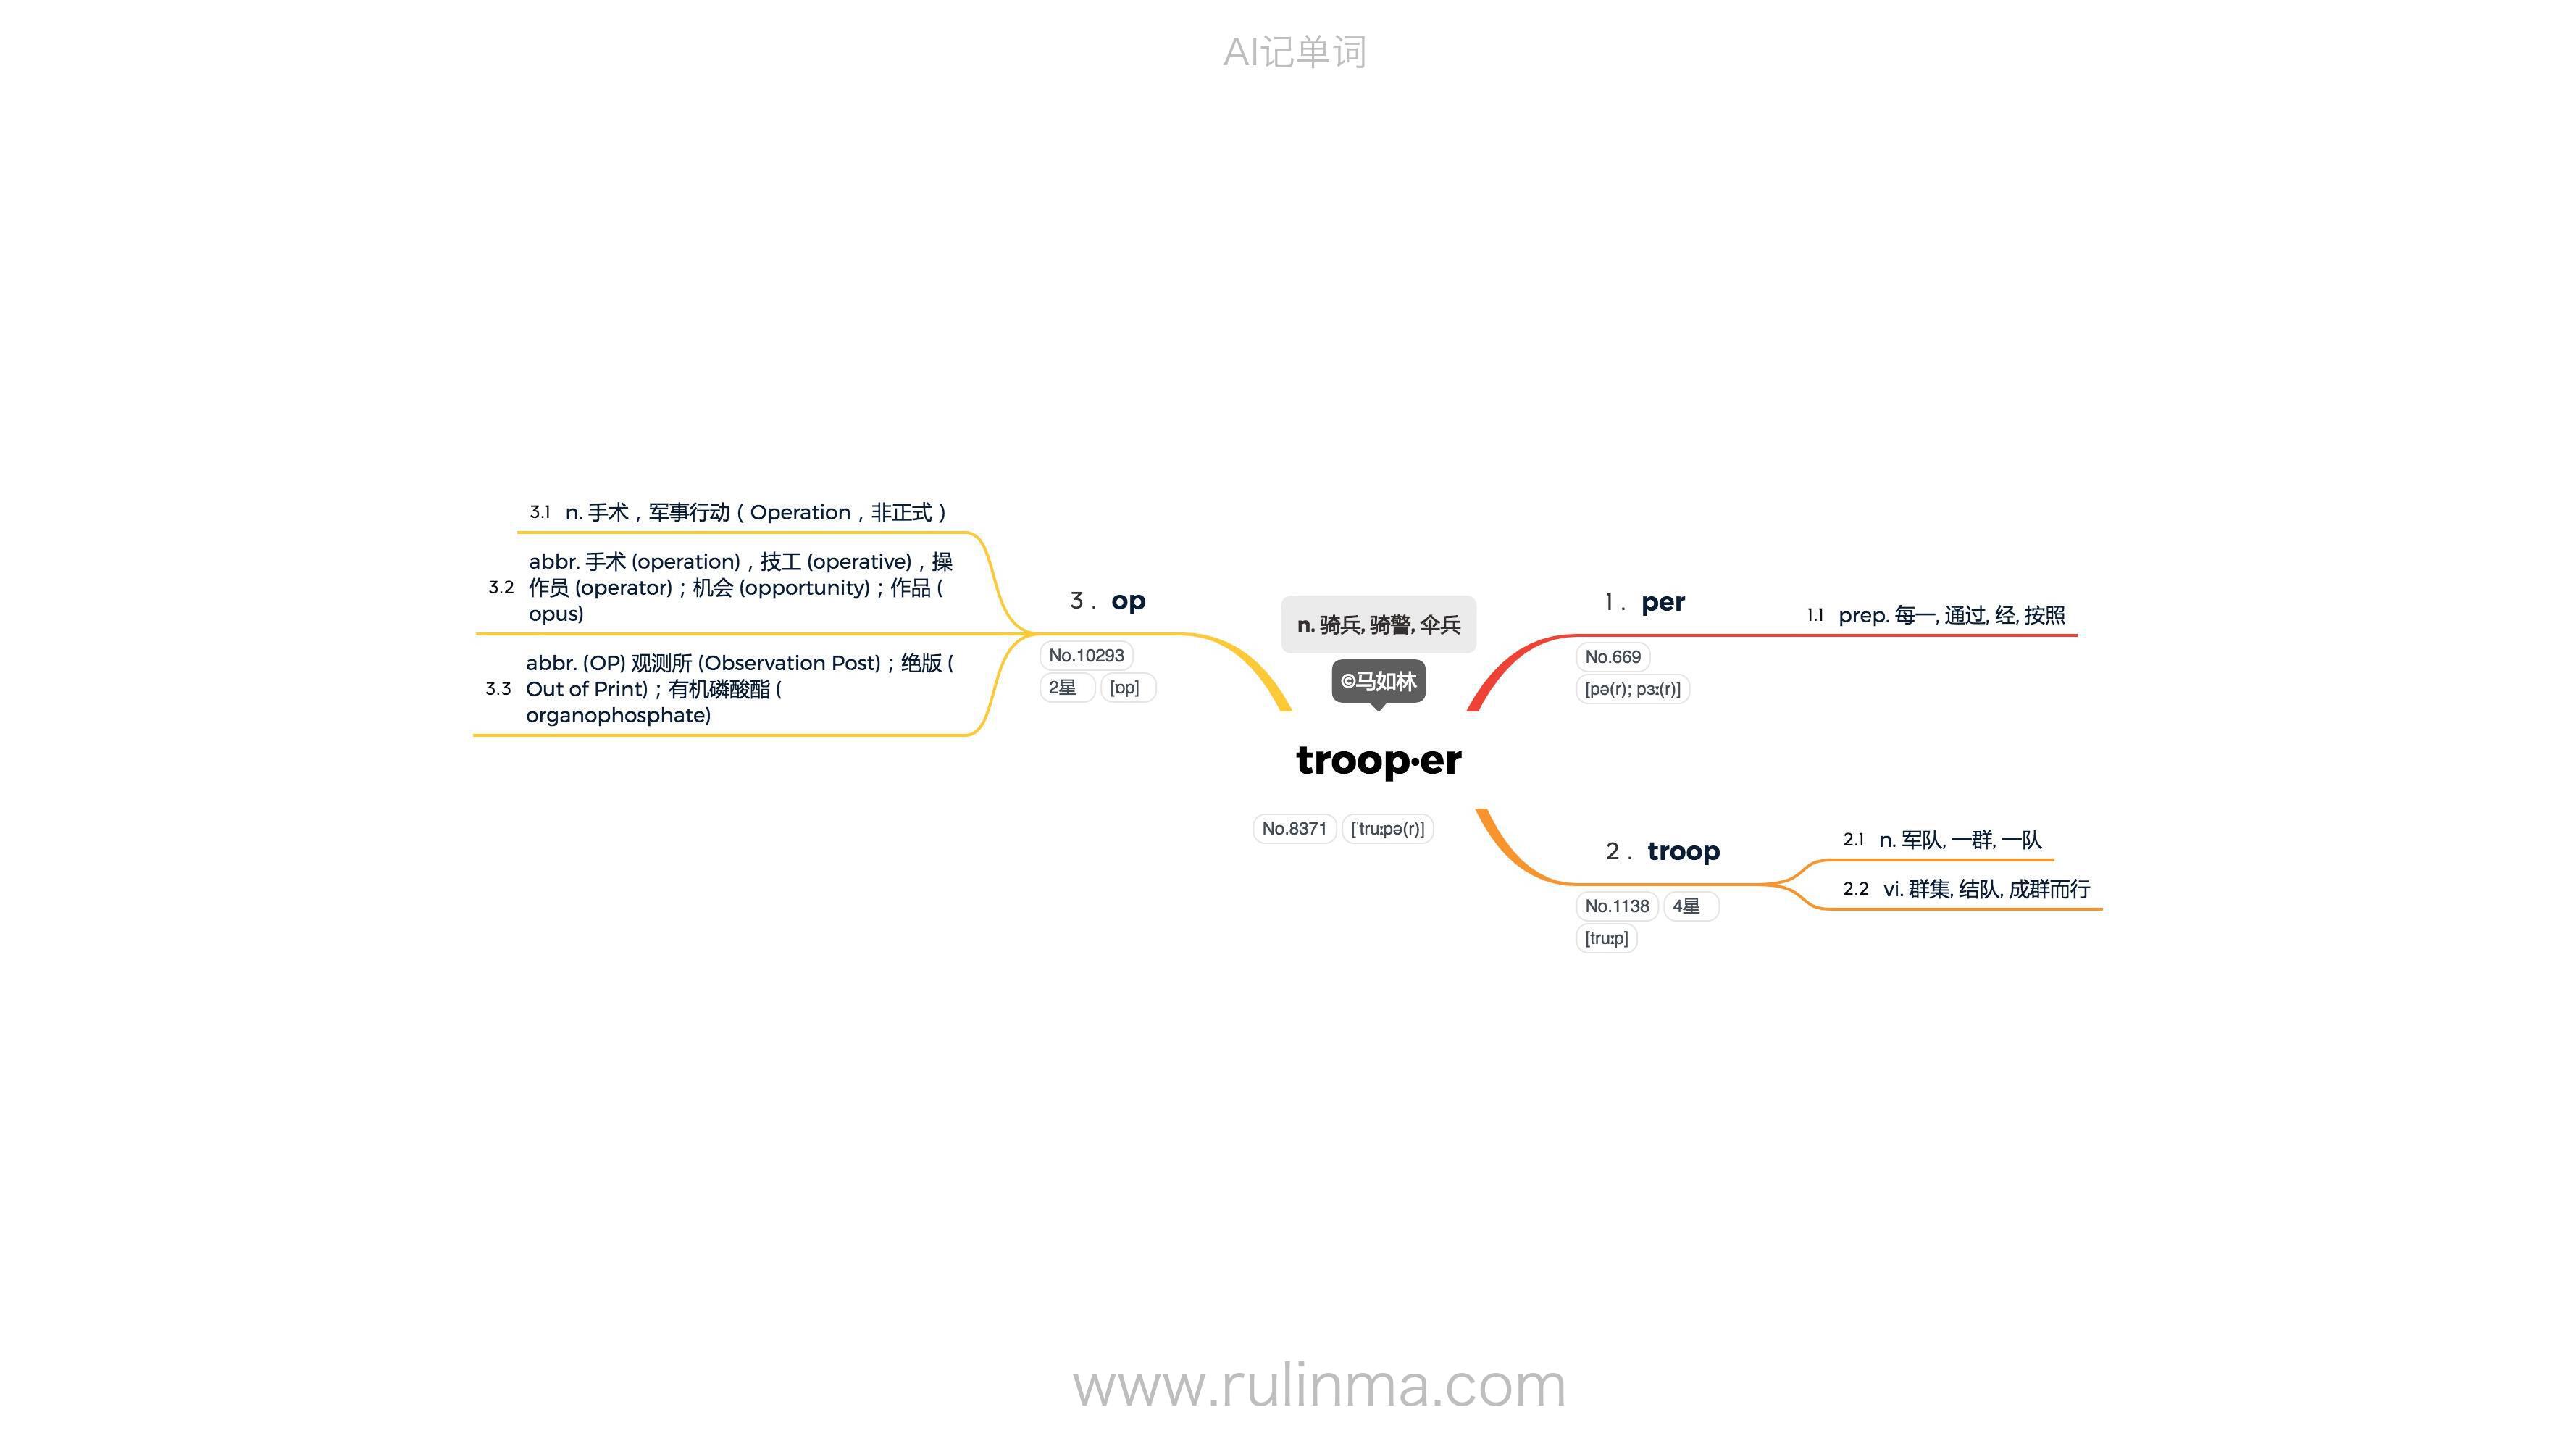 AI记单词
n. 骑兵, 骑警, 伞兵
©马如林
troop·er
No.8371 [ˈtruːpə(r)]
1. per
No.669
[pə(r); pɜː(r)]
1.1 prep. 每一, 通过, 经, 按照
2. troop
No.1138 4星
[truːp]
2.1 n. 军队, 一群, 一队
2.2 vi. 群集, 结队, 成群而行
3. op
No.10293
2星 [ɒp]
3.1 n. 手术，军事行动（Operation，非正式）
3.2 abbr. 手术 (operation)，技工 (operative)，操
作员 (operator)；机会 (opportunity)；作品 (
opus)
3.3 abbr. (OP) 观测所 (Observation Post)；绝版 (
Out of Print)；有机磷酸酯 (
organophosphate)
www.rulinma.com